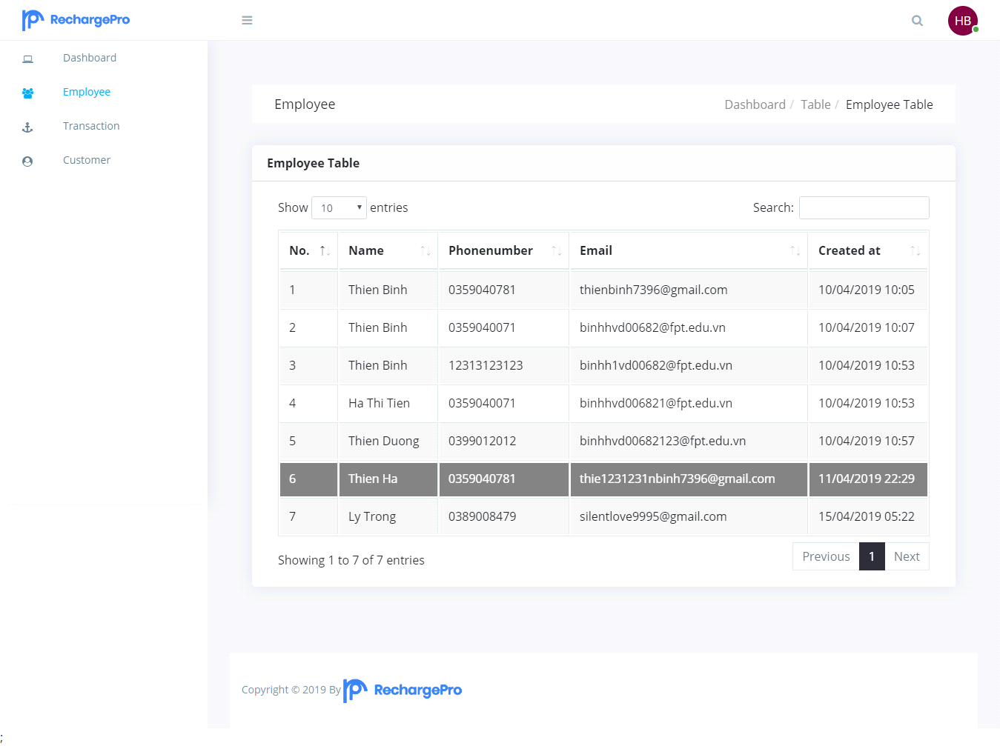 RechargePro
HB
Dashboard
Employee
Transaction
Customer
Employee
Dashboard / Table / Employee Table
Employee Table
Show 10 entries
Search:
No. Name Phonenumber Email Created at
1 Thien Binh 0359040781 thienbinh7396@gmail.com 10/04/2019 10:05
2 Thien Binh 0359040071 binhhvd00682@fpt.edu.vn 10/04/2019 10:07
3 Thien Binh 12313123123 binhh1vd00682@fpt.edu.vn 10/04/2019 10:53
4 Ha Thi Tien 0359040071 binhhvd006821@fpt.edu.vn 10/04/2019 10:53
5 Thien Duong 0399012012 binhhvd00682123@fpt.edu.vn 10/04/2019 10:57
6 Thien Ha 0359040781 thie1231231nbinh7396@gmail.com 11/04/2019 22:29
7 Ly Trong 0389008479 silentlove9995@gmail.com 15/04/2019 05:22
Showing 1 to 7 of 7 entries
Previous 1 Next
Copyright © 2019 By RechargePro
;